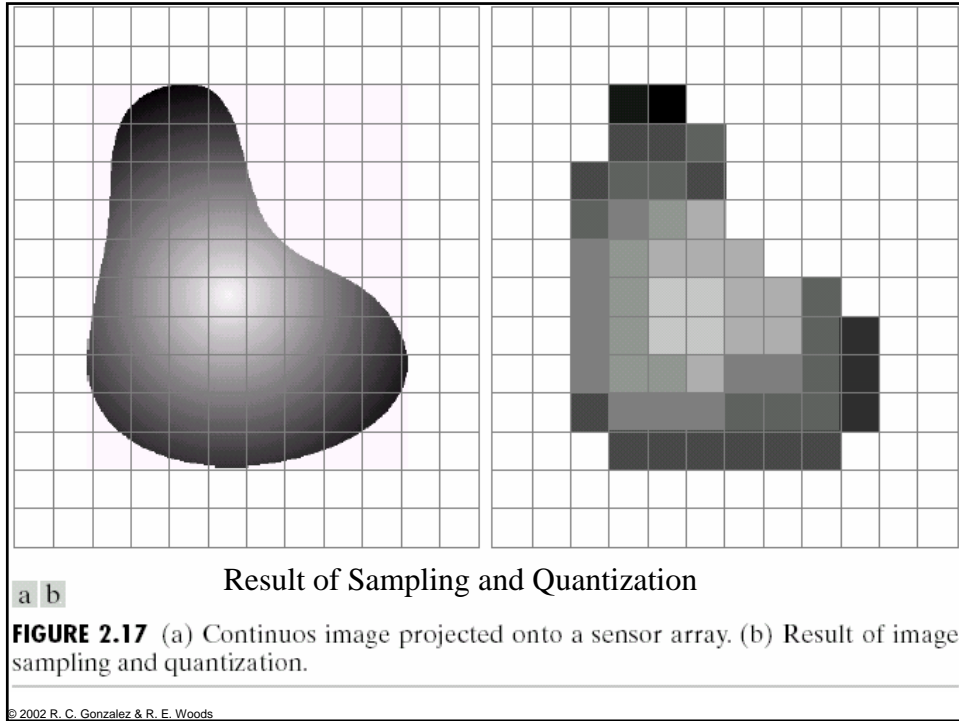 Result of Sampling and Quantization
a b
FIGURE 2.17 (a) Continuos image projected onto a sensor array. (b) Result of image
sampling and quantization.
© 2002 R. C. Gonzalez & R. E. Woods